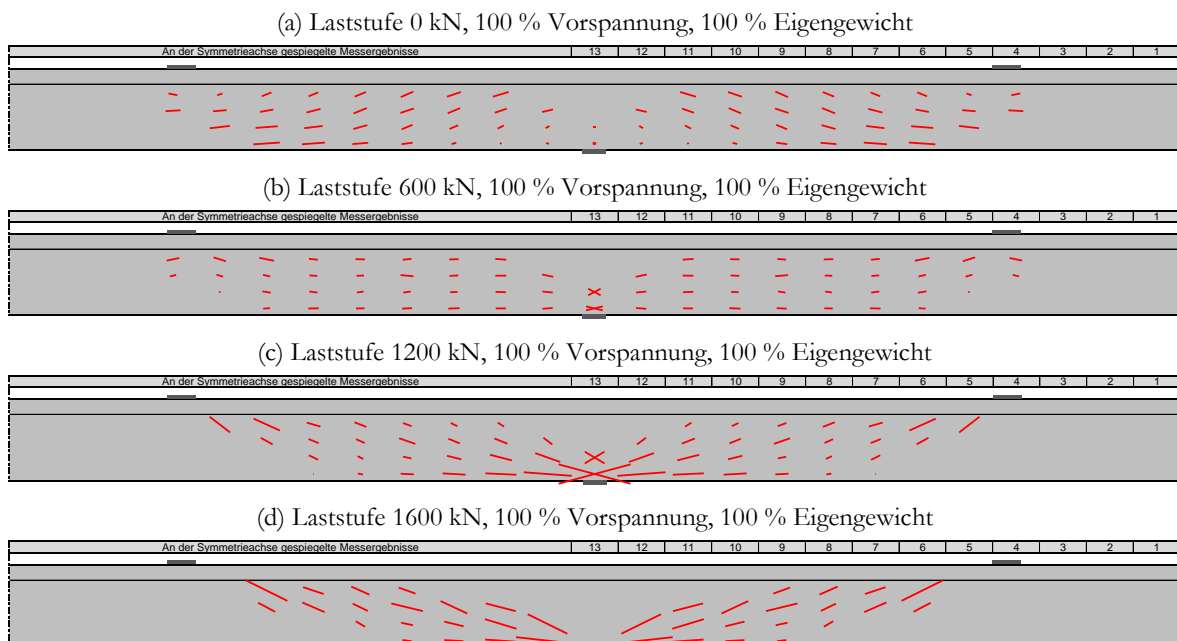 (a) Laststufe 0 kN, 100 % Vorspannung, 100 % Eigengewicht
An der Symmetrieachse gespiegelte Messergebnisse 13 12 11 10 9 8 7 6 5 4 3 2 1
(b) Laststufe 600 kN, 100 % Vorspannung, 100 % Eigengewicht
An der Symmetrieachse gespiegelte Messergebnisse 13 12 11 10 9 8 7 6 5 4 3 2 1
(c) Laststufe 1200 kN, 100 % Vorspannung, 100 % Eigengewicht
An der Symmetrieachse gespiegelte Messergebnisse 13 12 11 10 9 8 7 6 5 4 3 2 1
(d) Laststufe 1600 kN, 100 % Vorspannung, 100 % Eigengewicht
An der Symmetrieachse gespiegelte Messergebnisse 13 12 11 10 9 8 7 6 5 4 3 2 1